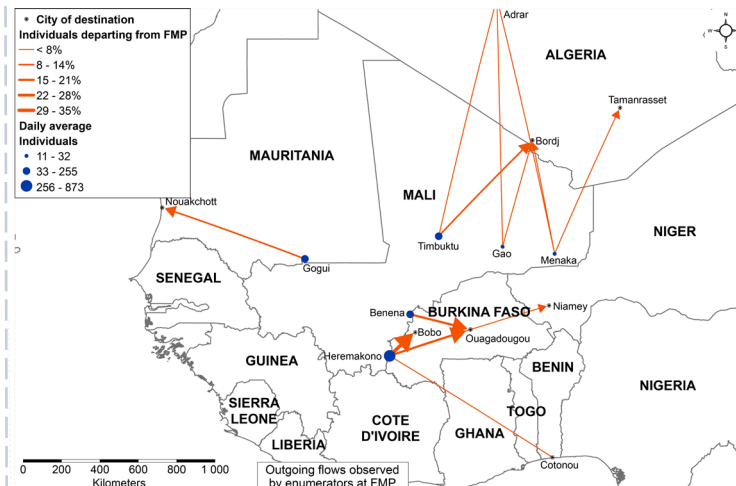 City of destination
Individuals departing from FMP
< 8%
8 - 14%
15 - 21%
22 - 28%
29 - 35%
Daily average
Individuals
11 - 32
33 - 255
256 - 873
Adrar
N
W
E
S
ALGERIA
Tamanrasset
Bordj
MAURITANIA
MALI
Nouakchott
Timbuktu
Gao
Menaka
NIGER
Gogui
SENEGAL
Benena
BURKINA FASO
Niamey
Bobo
Ouagadougou
Heremakono
GUINEA
BENIN
NIGERIA
SIERRA
LEONE
COTE
D'IVOIRE
GHANA
TOGO
LIBERIA
Cotonou
0 200 400 600 800 1 000
Kilometers
Outgoing flows observed
by enumerators at FMP